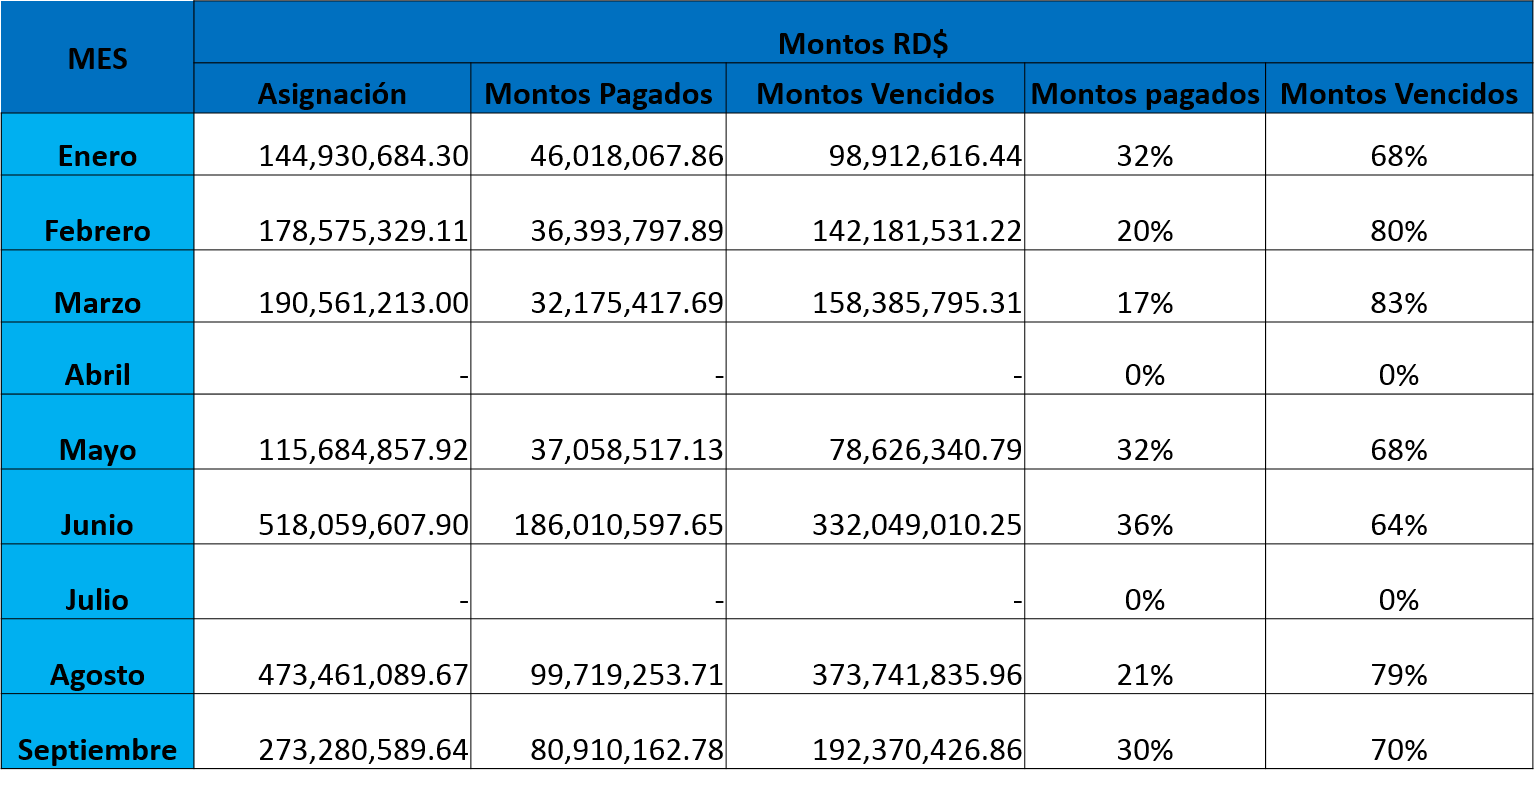 MES Montos RD$
Asignación Montos Pagados Montos Vencidos Montos pagados Montos Vencidos
Enero 144,930,684.30 46,018,067.86 98,912,616.44 32% 68%
Febrero 178,575,329.11 36,393,797.89 142,181,531.22 20% 80%
Marzo 190,561,213.00 32,175,417.69 158,385,795.31 17% 83%
Abril - - - 0% 0%
Mayo 115,684,857.92 37,058,517.13 78,626,340.79 32% 68%
Junio 518,059,607.90 186,010,597.65 332,049,010.25 36% 64%
Julio - - - 0% 0%
Agosto 473,461,089.67 99,719,253.71 373,741,835.96 21% 79%
Septiembre 273,280,589.64 80,910,162.78 192,370,426.86 30% 70%